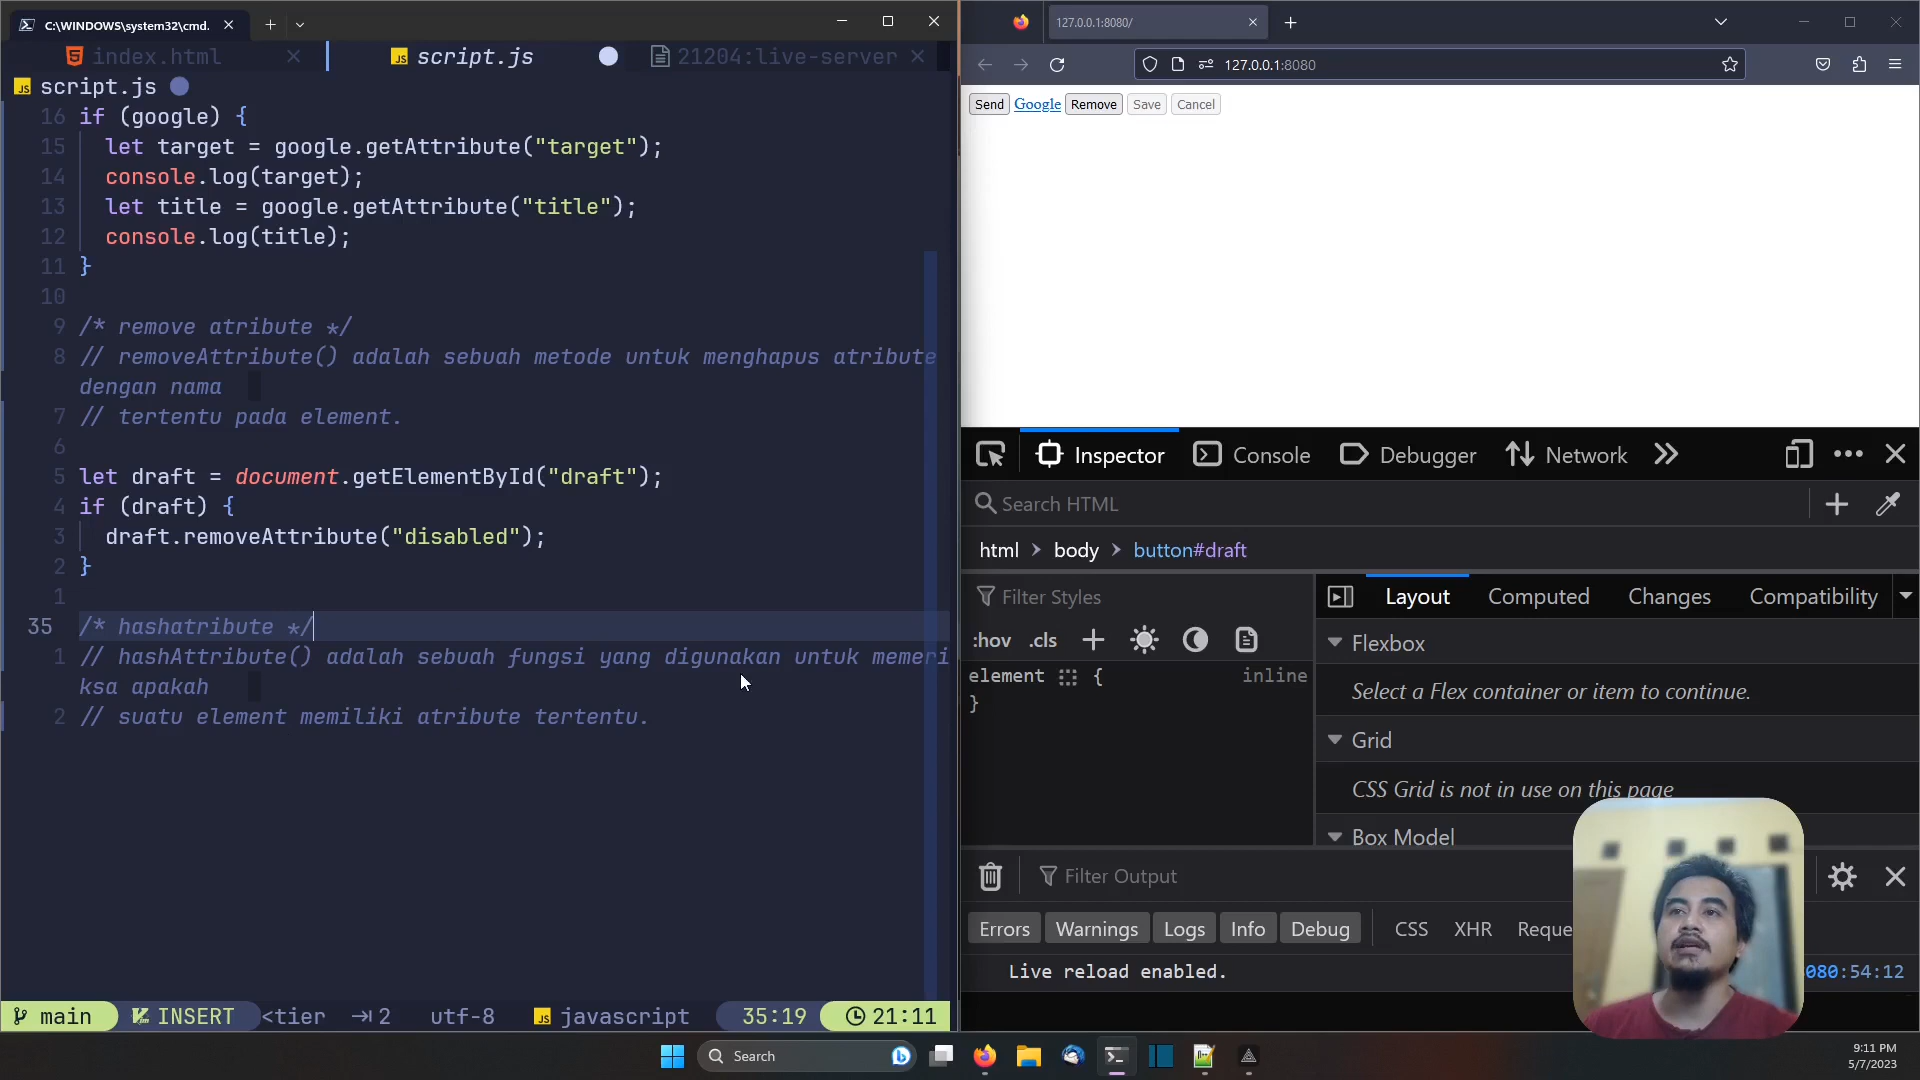 C:\WINDOWS\system32\cmd.
index.html
script.js
21204:live-server
script.js
16 if (google) {
15 let target = google.getAttribute("target");
14 console.log(target);
13 let title = google.getAttribute("title");
12 console.log(title);
11 }
10
9 /* remove atribute */
8 // removeAttribute() adalah sebuah metode untuk menghapus atribute
dengan nama
7 // tertentu pada element.
6
5 let draft = document.getElementById("draft");
4 if (draft) {
3 draft.removeAttribute("disabled");
2 }
1
35 /* hashatribute */
1 // hashAttribute() adalah sebuah fungsi yang digunakan untuk memeri
ksa apakah
2 // suatu element memiliki atribute tertentu.
main INSERT <tier 2 utf-8 javascript 35:19 21:11
127.0.0.1:8080/
127.0.0.1:8080
Send Google Remove Save Cancel
Inspector Console Debugger Network
Search HTML
html body button#draft
Filter Styles
:hov .cls
element { inline
}
Layout Computed Changes Compatibility
Flexbox
Select a Flex container or item to continue.
Grid
CSS Grid is not in use on this page
Box Model
Filter Output
Errors Warnings Logs Info Debug CSS XHR Reque
Live reload enabled. 080:54:12
Search
9:11 PM
5/7/2023